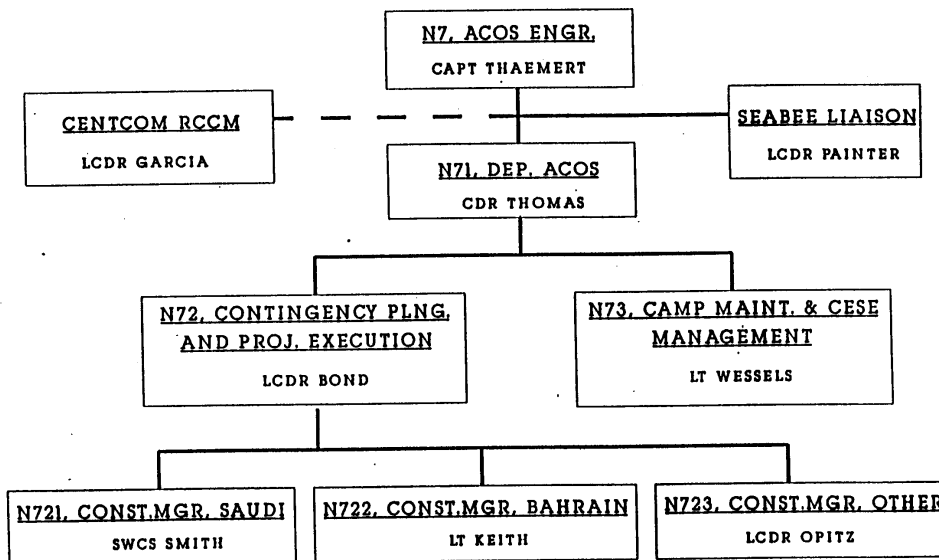 N7, ACOS ENGR,
CAPT THAEMERT
CENTCOM RCCM
LCDR GARCIA
SEABEE LIAISON
LCDR PAINTER
N71, DEP. ACOS
CDR THOMAS
N72, CONTINGENCY PLNG,
AND PROJ. EXECUTION
LCDR BOND
N73, CAMP MAINT. & CESE
MANAGEMENT
LT WESSELS
N721, CONST.MGR, SAUDI
SWCS SMITH
N722, CONST.MGR, BAHRAIN
LT KEITH
N723, CONST.MGR, OTHER
LCDR OPITZ